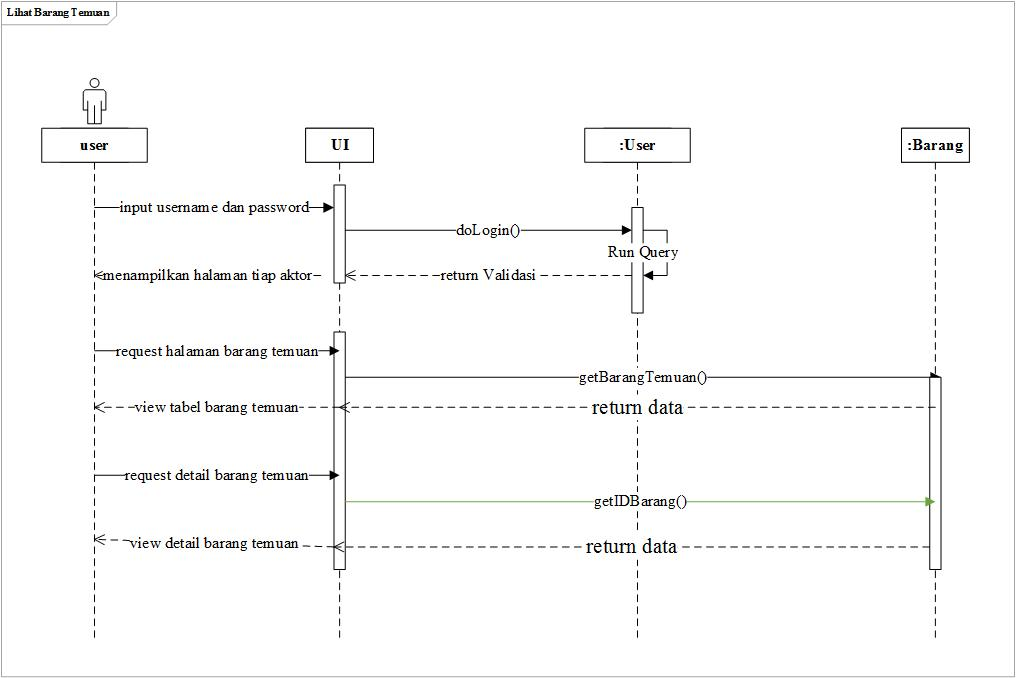 Lihat Barang Temuan
user
UI
:User
:Barang
input username dan password
doLogin()
Run Query
menampilkan halaman tiap aktor
return Validasi
request halaman barang temuan
getBarangTemuan()
view tabel barang temuan
return data
request detail barang temuan
getIDBarang()
view detail barang temuan
return data